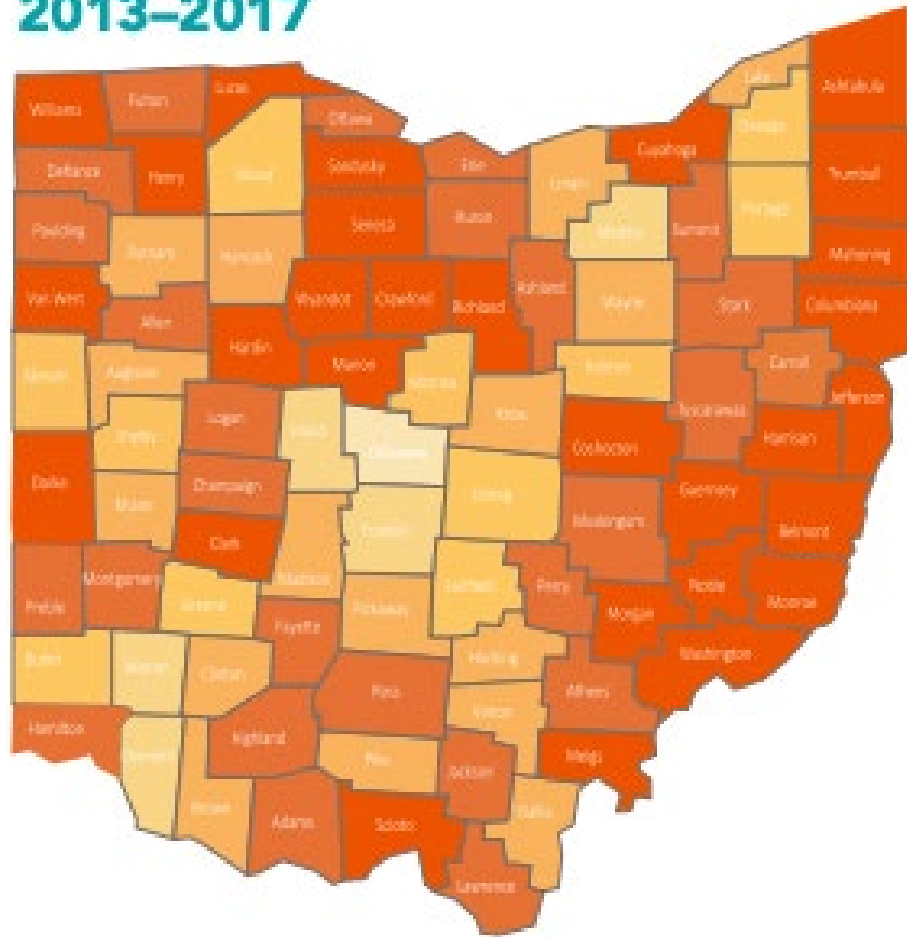 2013–2017
Lake
Ashtabula
Williams
Fulton
Lucas
Ottawa
Geauga
Cuyahoga
Defiance
Henry
Wood
Sandusky
Erie
Lorain
Trumbull
Portage
Paulding
Seneca
Huron
Medina
Summit
Putnam
Hancock
Mahoning
Van Wert
Wyandot
Crawford
Richland
Ashland
Wayne
Stark
Columbiana
Allen
Hardin
Marion
Mercer
Auglaize
Morrow
Holmes
Carroll
Knox
Tuscarawas
Jefferson
Logan
Union
Shelby
Delaware
Coshocton
Harrison
Darke
Champaign
Licking
Guernsey
Miami
Franklin
Muskingum
Belmont
Clark
Montgomery
Madison
Fairfield
Perry
Noble
Preble
Greene
Pickaway
Morgan
Monroe
Fayette
Butler
Warren
Clinton
Hocking
Washington
Ross
Athens
Vinton
Hamilton
Highland
Clermont
Pike
Jackson
Meigs
Brown
Adams
Scioto
Gallia
Lawrence